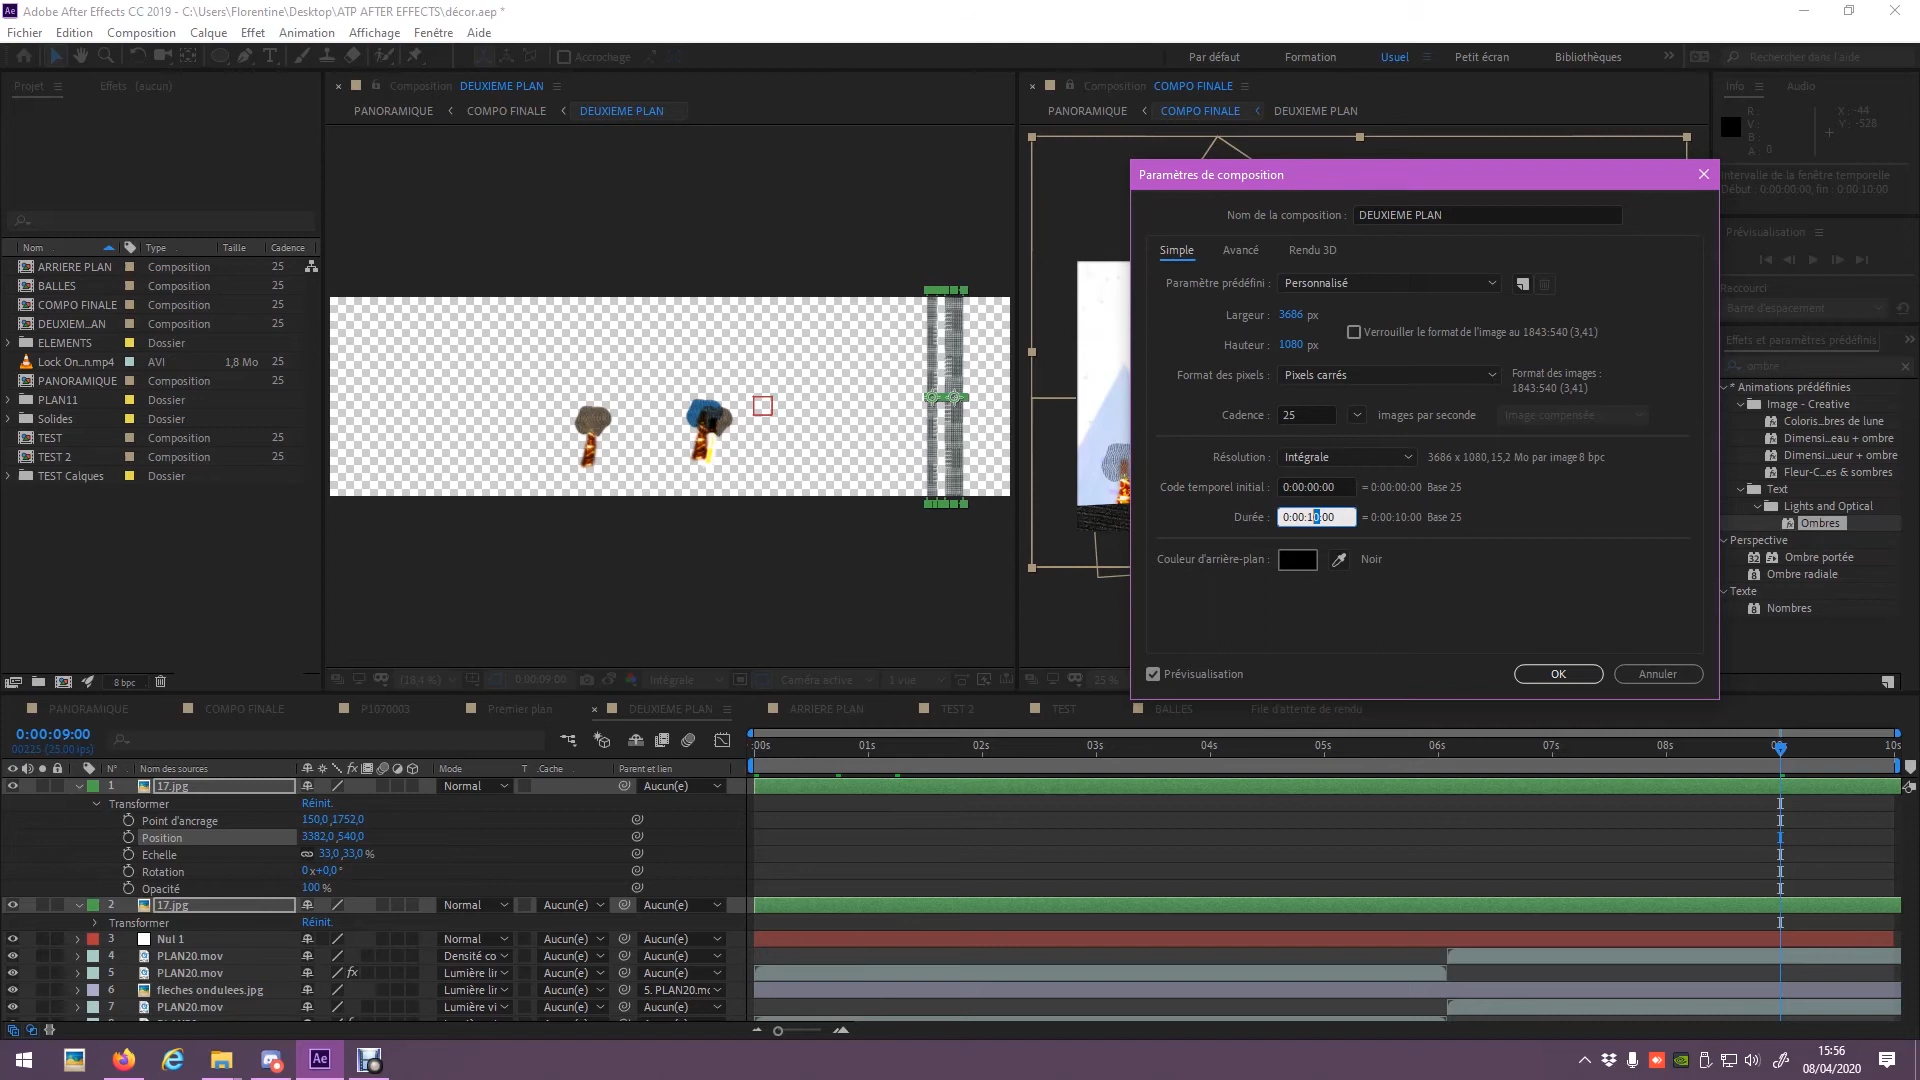 Adobe After Effects CC 2019 - C:\Users\Florentine\Desktop\ATP AFTER EFFECTS\décor.aep *
Fichier Edition Composition Calque Effet Animation Affichage Fenêtre Aide
Accrochage Par défaut Formation Usuel Petit écran Bibliothèques Rechercher dans l'aide
Projet Effets (aucun)
Composition DEUXIEME PLAN
PANORAMIQUE COMPO FINALE DEUXIEME PLAN
Composition COMPO FINALE
PANORAMIQUE COMPO FINALE DEUXIEME PLAN
Info Audio
R : X : -44
V : Y : -528
B :
A : 0
Intervalle de la fenêtre temporelle
Début : 0:00:00:00, fin : 0:00:10:00
Prévisualisation
Raccourci
Barre d'espacement
Effets et paramètres prédéfinis
ombre
* Animations prédéfinies
Image - Creative
Coloris...bres de lune
Dimensi...eau + ombre
Dimensi...ueur + ombre
Fleur-C...es & sombres
Text
Lights and Optical
Ombres
Perspective
Ombre portée
Ombre radiale
Texte
Nombres
Nom Type Taille Cadence
ARRIERE PLAN Composition 25
BALLES Composition 25
COMPO FINALE Composition 25
DEUXIEM...AN Composition 25
ELEMENTS Dossier
Lock On...n.mp4 AVI 1,8 Mo 25
PANORAMIQUE Composition 25
PLAN11 Dossier
Solides Dossier
TEST Composition 25
TEST 2 Composition 25
TEST Calques Dossier
8 bpc
(18,4 %) 0:00:09:00 Intégrale Caméra active 1 vue
25 %
Paramètres de composition
Nom de la composition : DEUXIEME PLAN
Simple Avancé Rendu 3D
Paramètre prédéfini : Personnalisé
Largeur : 3686 px
Verrouiller le format de l'image au 1843:540 (3,41)
Hauteur : 1080 px
Format des pixels : Pixels carrés
Format des images :
1843:540 (3,41)
Cadence : 25 images par seconde Image compensée
Résolution : Intégrale 3686 x 1080, 15,2 Mo par image 8 bpc
Code temporel initial : 0:00:00:00 = 0:00:00:00 Base 25
Durée : 0:00:10:00 = 0:00:10:00 Base 25
Couleur d'arrière-plan : Noir
Prévisualisation OK Annuler
PANORAMIQUE COMPO FINALE P1070003 Premier plan DEUXIEME PLAN ARRIERE PLAN TEST 2 TEST BALLES File d'attente de rendu
0:00:09:00
00225 (25.00 ips)
:00s 01s 02s 03s 04s 05s 06s 07s 08s 10s
N° Nom des sources Mode T .Cache Parent et lien
1 17.jpg Normal Aucun(e)
Transformer Réinit.
Point d'ancrage 150,0 ,1752,0
Position 3382,0 ,540,0
Echelle 33,0 ,33,0 %
Rotation 0 x +0,0 °
Opacité 100 %
2 17.jpg Normal Aucun(e) Aucun(e)
Transformer Réinit.
3 Nul 1 Normal Aucun(e) Aucun(e)
4 PLAN20.mov Densité co Aucun(e) Aucun(e)
5 PLAN20.mov fx Lumière lir Aucun(e) Aucun(e)
6 fleches ondulees.jpg Lumière lir Aucun(e) 5. PLAN20.mo
7 PLAN20.mov Lumière vi Aucun(e) Aucun(e)
15:56
08/04/2020